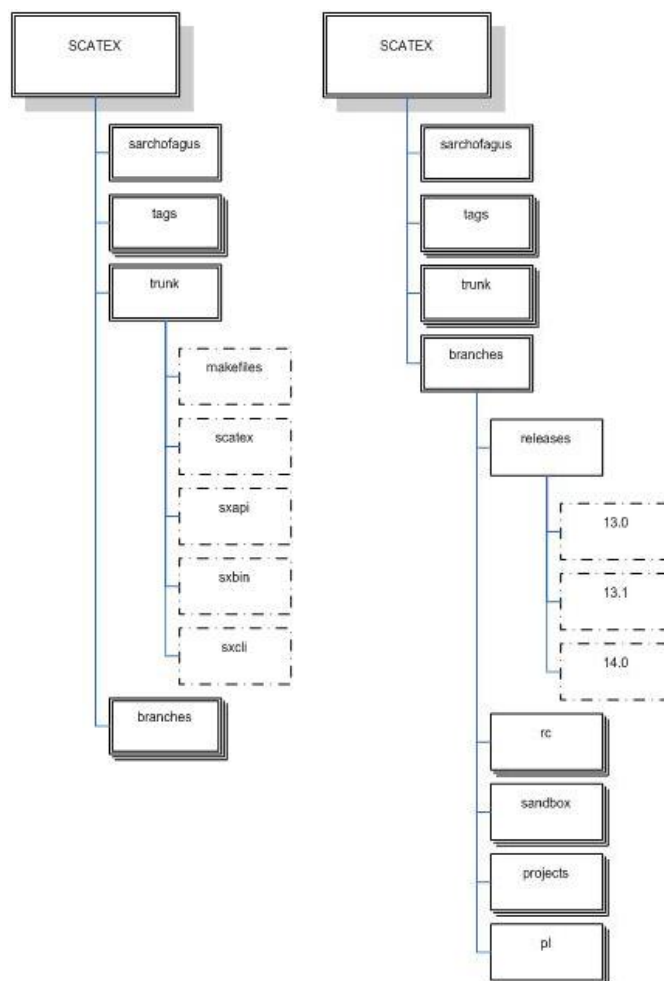 SCATEX
sarchofagus
tags
trunk
makefiles
scatex
sxapi
sxbin
sxcli
branches
SCATEX
sarchofagus
tags
trunk
branches
releases
13.0
13.1
14.0
rc
sandbox
projects
pl